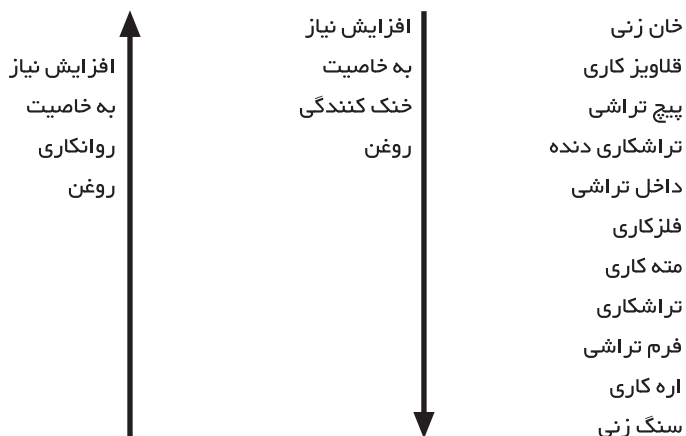 خان زنی
قلاویز کاری
پیچ تراشی
تراشکاری دنده
داخل تراشی
فلزکاری
مته کاری
تراشکاری
فرم تراشی
اره کاری
سنگ زنی
افزایش نیاز
به خاصیت
خنک کنندگی
روغن
افزایش نیاز
به خاصیت
روانکاری
روغن